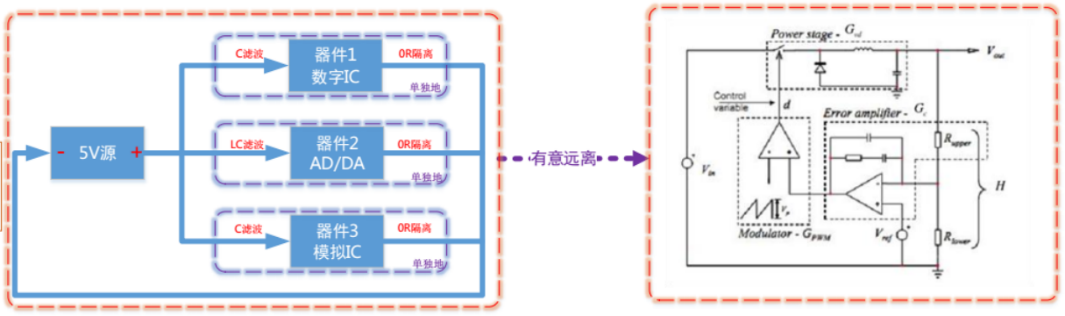 C滤波
器件1
数字IC
0R隔离
单独地
- 5V源 +
LC滤波
器件2
AD/DA
0R隔离
单独地
C滤波
器件3
模拟IC
0R隔离
单独地
有意远离
Power stage - Gvd
Vout
Control
variable
d
Error amplifier - Gc
Rupper
Vin
H
Vp
Modulator - GPWM
Vref
Rlower